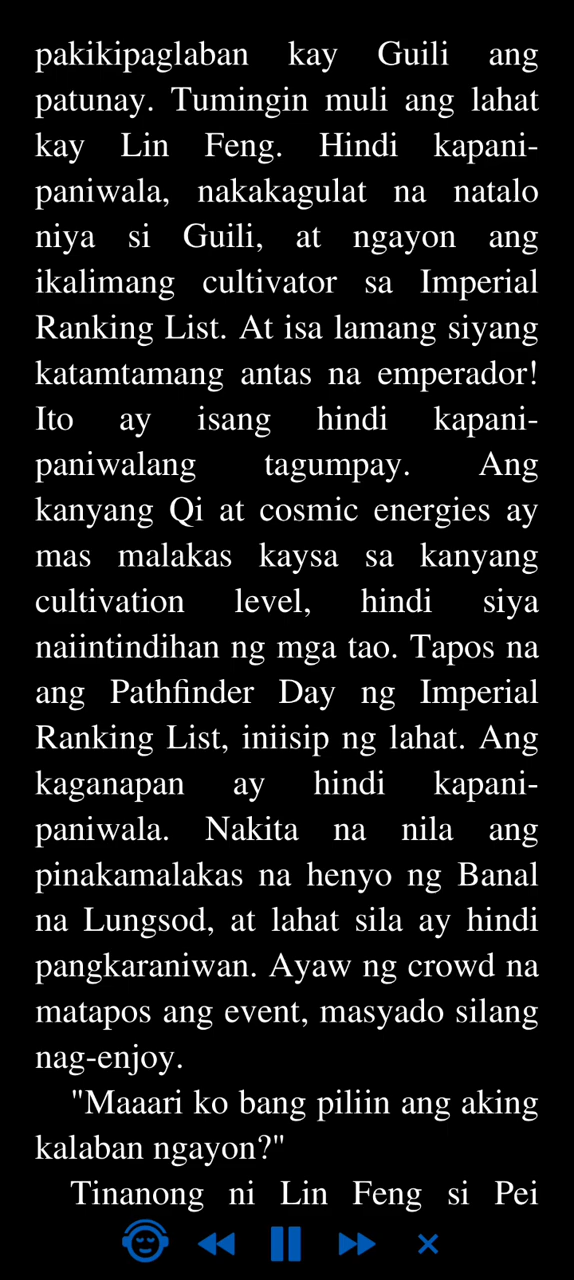 pakikipaglaban kay Guili ang
patunay. Tumingin muli ang lahat
kay Lin Feng. Hindi kapani-
paniwala, nakakagulat na natalo
niya si Guili, at ngayon ang
ikalimang cultivator sa Imperial
Ranking List. At isa lamang siyang
katamtamang antas na emperador!
Ito ay isang hindi kapani-
paniwalang tagumpay. Ang
kanyang Qi at cosmic energies ay
mas malakas kaysa sa kanyang
cultivation level, hindi siya
naiintindihan ng mga tao. Tapos na
ang Pathfinder Day ng Imperial
Ranking List, iniisip ng lahat. Ang
kaganapan ay hindi kapani-
paniwala. Nakita na nila ang
pinakamalakas na henyo ng Banal
na Lungsod, at lahat sila ay hindi
pangkaraniwan. Ayaw ng crowd na
matapos ang event, masyado silang
nag-enjoy.
"Maaari ko bang piliin ang aking
kalaban ngayon?"
Tinanong ni Lin Feng si Pei